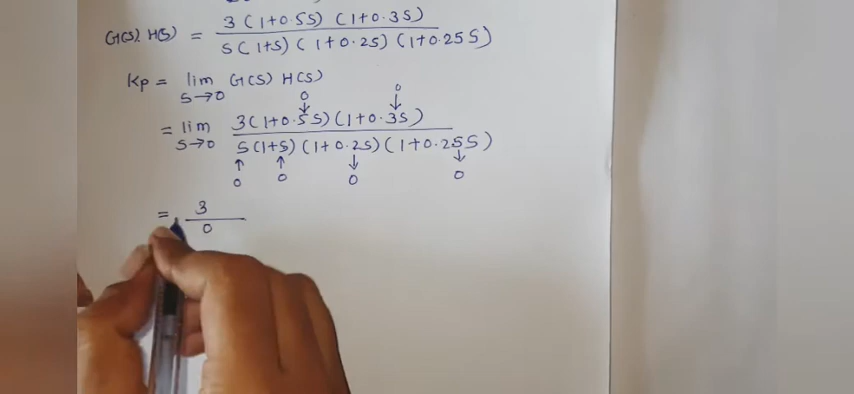 G(S). H(S) = 3(1+0.5S) (1+0.3S) / S(1+S) (1+0.2S) (1+0.25S)
Kp = lim S→0 G(S) H(S)
0 ↓ 0 ↓
= lim S→0 3(1+0.5S)(1+0.3S) / S(1+S)(1+0.2S)(1+0.25S)
↑ ↑ ↓ ↓
0 0 0 0
= 3 / 0